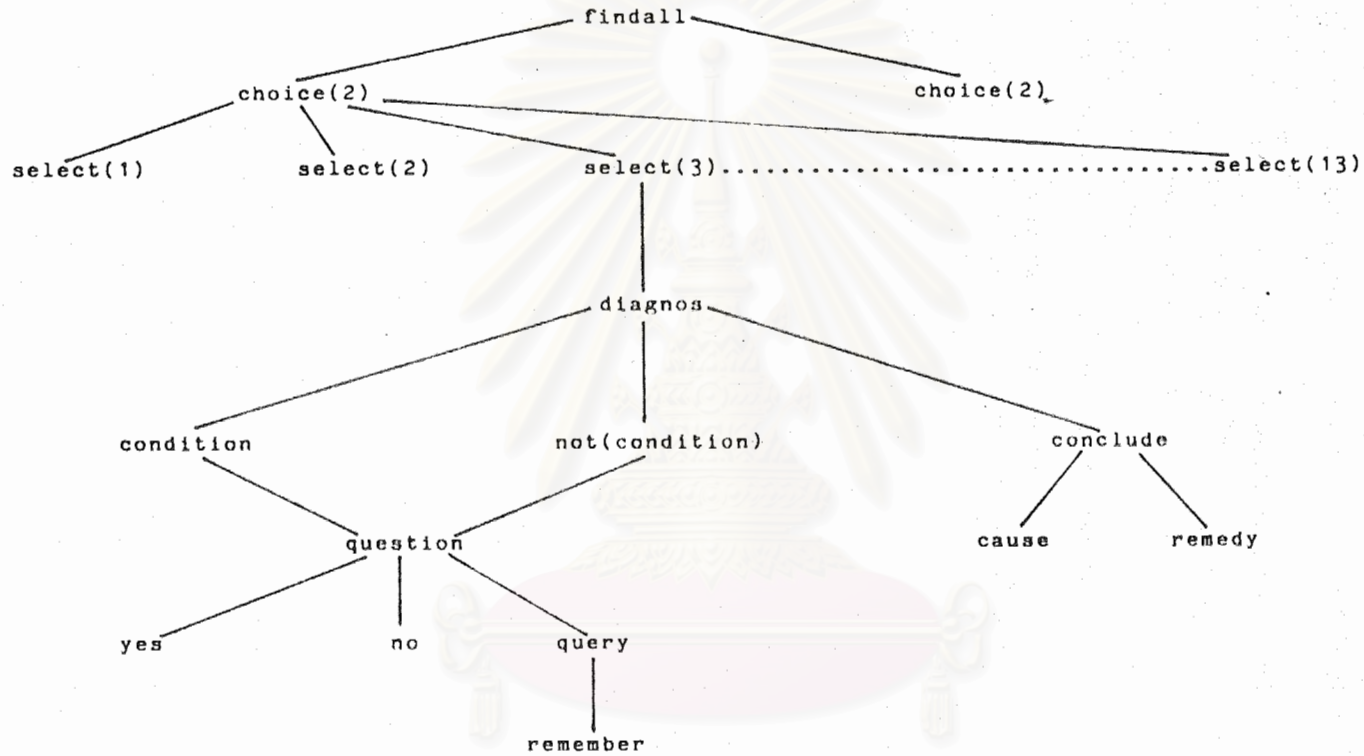 findall
choice(2) choice(2)
select(1) select(2) select(3)................................select(13)
diagnos
condition not(condition) conclude
question cause remedy
yes no query
remember